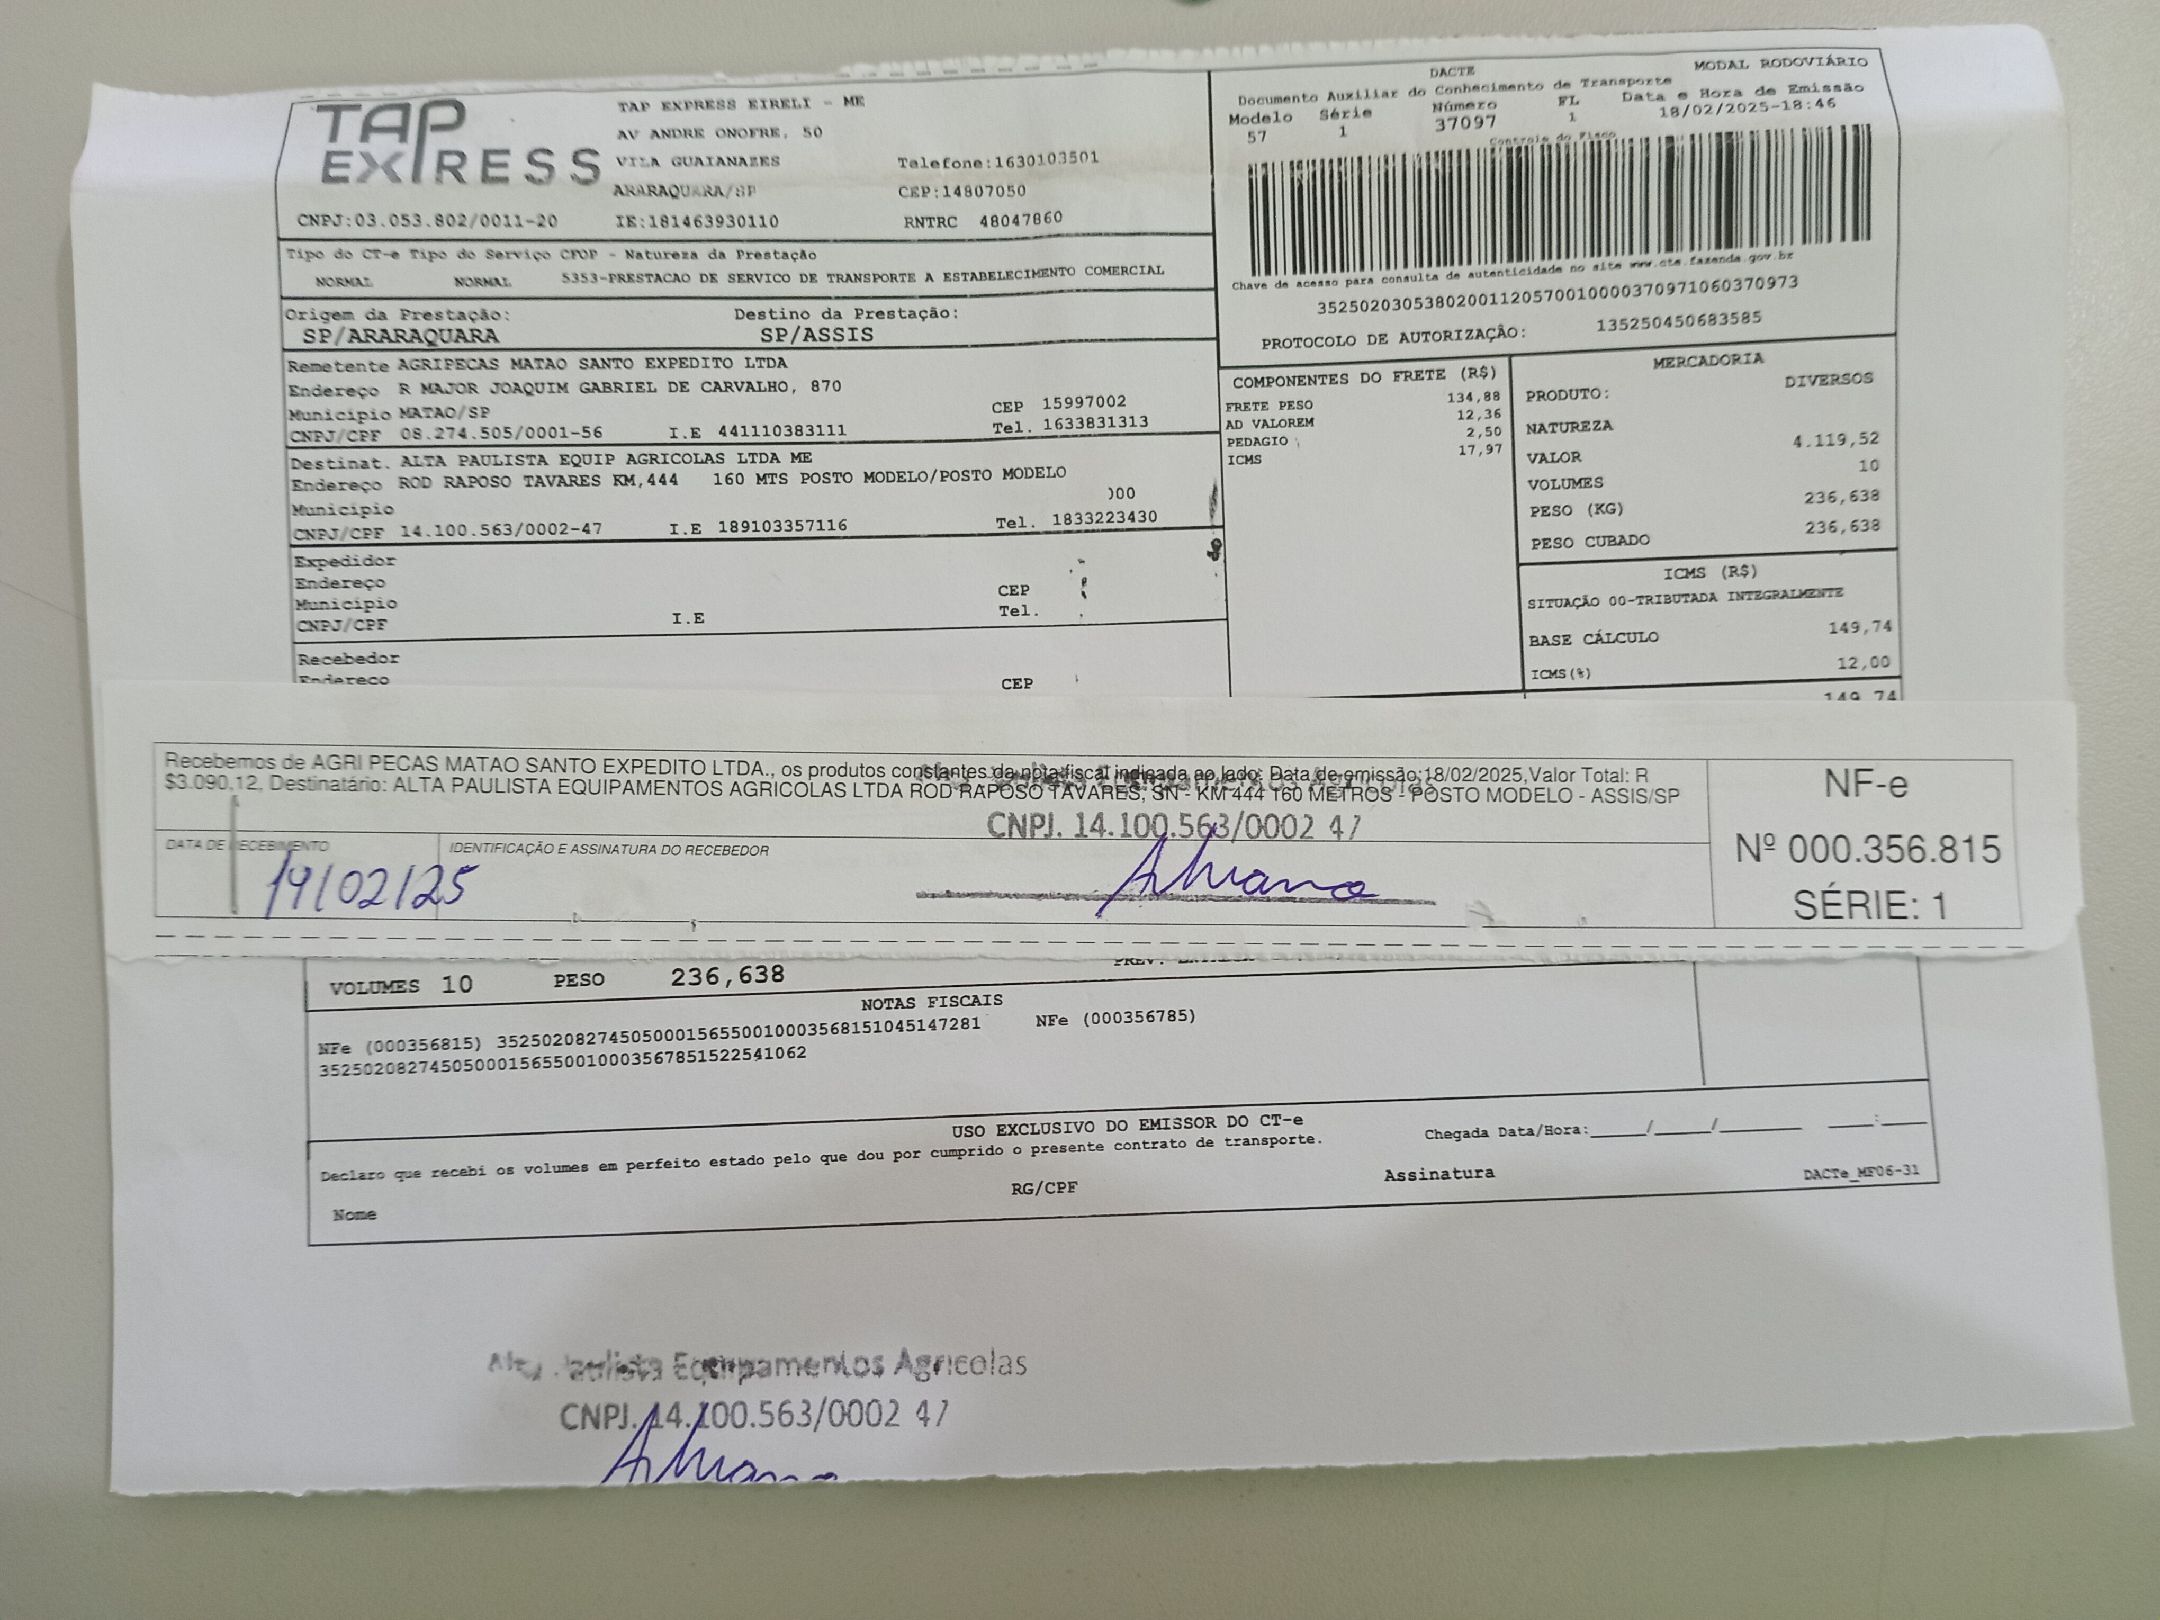 TAP EXPRESS
TAP EXPRESS EIRELI - ME
AV ANDRE ONOFRE, 50
VILA GUAIANAZES
Telefone:1630103501
ARARAQUARA/SP
CEP:14807050
CNPJ:03.053.802/0011-20 IE:181463930110 RNTRC 48047860
DACTE MODAL RODOVIÁRIO
Documento Auxiliar do Conhecimento de Transporte
Modelo Série Número FL Data e Hora de Emissão
57 1 37097 1 18/02/2025-18:46
Controle do Fisco
Chave de acesso para consulta de autenticidade no site www.cte.fazenda.gov.br
35250203053802001120570010000370971060370973
PROTOCOLO DE AUTORIZAÇÃO: 135250450683585
Tipo do CT-e Tipo do Serviço CFOP - Natureza da Prestação
NORMAL NORMAL 5353-PRESTACAO DE SERVICO DE TRANSPORTE A ESTABELECIMENTO COMERCIAL
Origem da Prestação: Destino da Prestação:
SP/ARARAQUARA SP/ASSIS
Remetente AGRIPECAS MATAO SANTO EXPEDITO LTDA
Endereço R MAJOR JOAQUIM GABRIEL DE CARVALHO, 870
Município MATAO/SP CEP 15997002
CNPJ/CPF 08.274.505/0001-56 I.E 441110383111 Tel. 1633831313
Destinat. ALTA PAULISTA EQUIP AGRICOLAS LTDA ME
Endereço ROD RAPOSO TAVARES KM,444 160 MTS POSTO MODELO/POSTO MODELO
Município 000
CNPJ/CPF 14.100.563/0002-47 I.E 189103357116 Tel. 1833223430
Expedidor
Endereço
Município CEP
CNPJ/CPF I.E Tel.
Recebedor
Endereço CEP
COMPONENTES DO FRETE (R$)
FRETE PESO 134,88
AD VALOREM 12,36
PEDAGIO 2,50
ICMS 17,97
MERCADORIA
PRODUTO: DIVERSOS
NATUREZA
VALOR 4.119,52
VOLUMES 10
PESO (KG) 236,638
PESO CUBADO 236,638
ICMS (R$)
SITUAÇÃO 00-TRIBUTADA INTEGRALMENTE
BASE CÁLCULO 149,74
ICMS(%) 12,00
149,74
Recebemos de AGRI PECAS MATAO SANTO EXPEDITO LTDA., os produtos constantes da nota fiscal indicada ao lado. Data de emissão:18/02/2025,Valor Total: R
$3.090,12, Destinatário: ALTA PAULISTA EQUIPAMENTOS AGRICOLAS LTDA ROD RAPOSO TAVARES, SN - KM 444 160 METROS - POSTO MODELO - ASSIS/SP
CNPJ. 14.100.563/0002 47
DATA DE RECEBIMENTO IDENTIFICAÇÃO E ASSINATURA DO RECEBEDOR
19/02/25
NF-e
Nº 000.356.815
SÉRIE: 1
VOLUMES 10 PESO 236,638
NOTAS FISCAIS
NFe (000356815) 35250208274505000156550010003568151045147281 NFe (000356785)
35250208274505000156550010003567851522541062
USO EXCLUSIVO DO EMISSOR DO CT-e
Declaro que recebi os volumes em perfeito estado pelo que dou por cumprido o presente contrato de transporte. Chegada Data/Hora:_____/_____/_______ ____:____
Nome RG/CPF Assinatura DACTe_MF06-31
Alta Paulista Equipamentos Agricolas
CNPJ. 14.100.563/0002 47